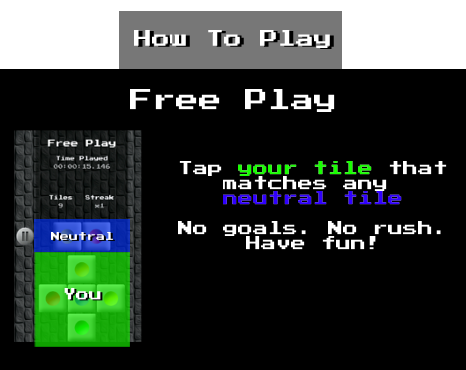 How To Play
Free Play
Free Play
Time Played
00:00:15.146
Tiles Streak
9 x1
Neutral
You
Tap your tile that
matches any
neutral tile
No goals. No rush.
Have fun!